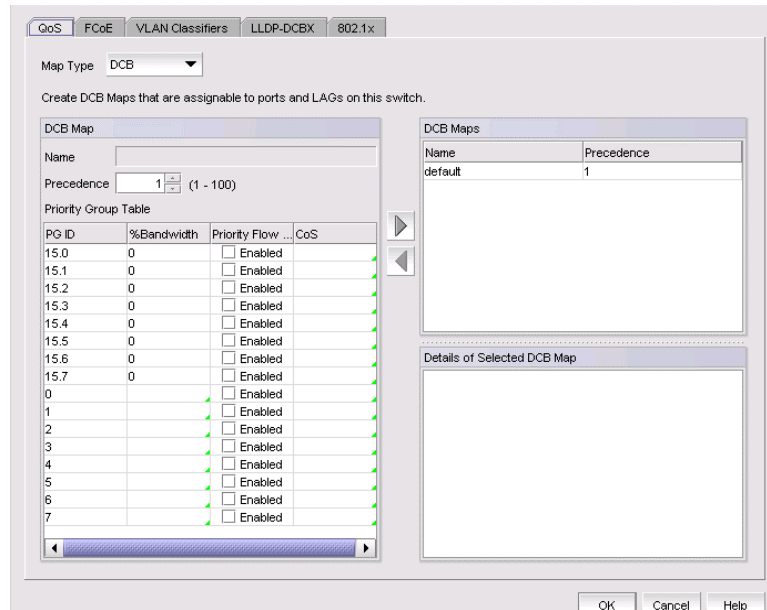 QoS FCoE VLAN Classifiers LLDP-DCBX 802.1x
Map Type DCB
Create DCB Maps that are assignable to ports and LAGs on this switch.
DCB Map
Name
Precedence 1 (1 - 100)
Priority Group Table
PG ID %Bandwidth Priority Flow ... CoS
15.0 0 Enabled
15.1 0 Enabled
15.2 0 Enabled
15.3 0 Enabled
15.4 0 Enabled
15.5 0 Enabled
15.6 0 Enabled
15.7 0 Enabled
0 Enabled
1 Enabled
2 Enabled
3 Enabled
4 Enabled
5 Enabled
6 Enabled
7 Enabled
DCB Maps
Name Precedence
default 1
Details of Selected DCB Map
OK Cancel Help